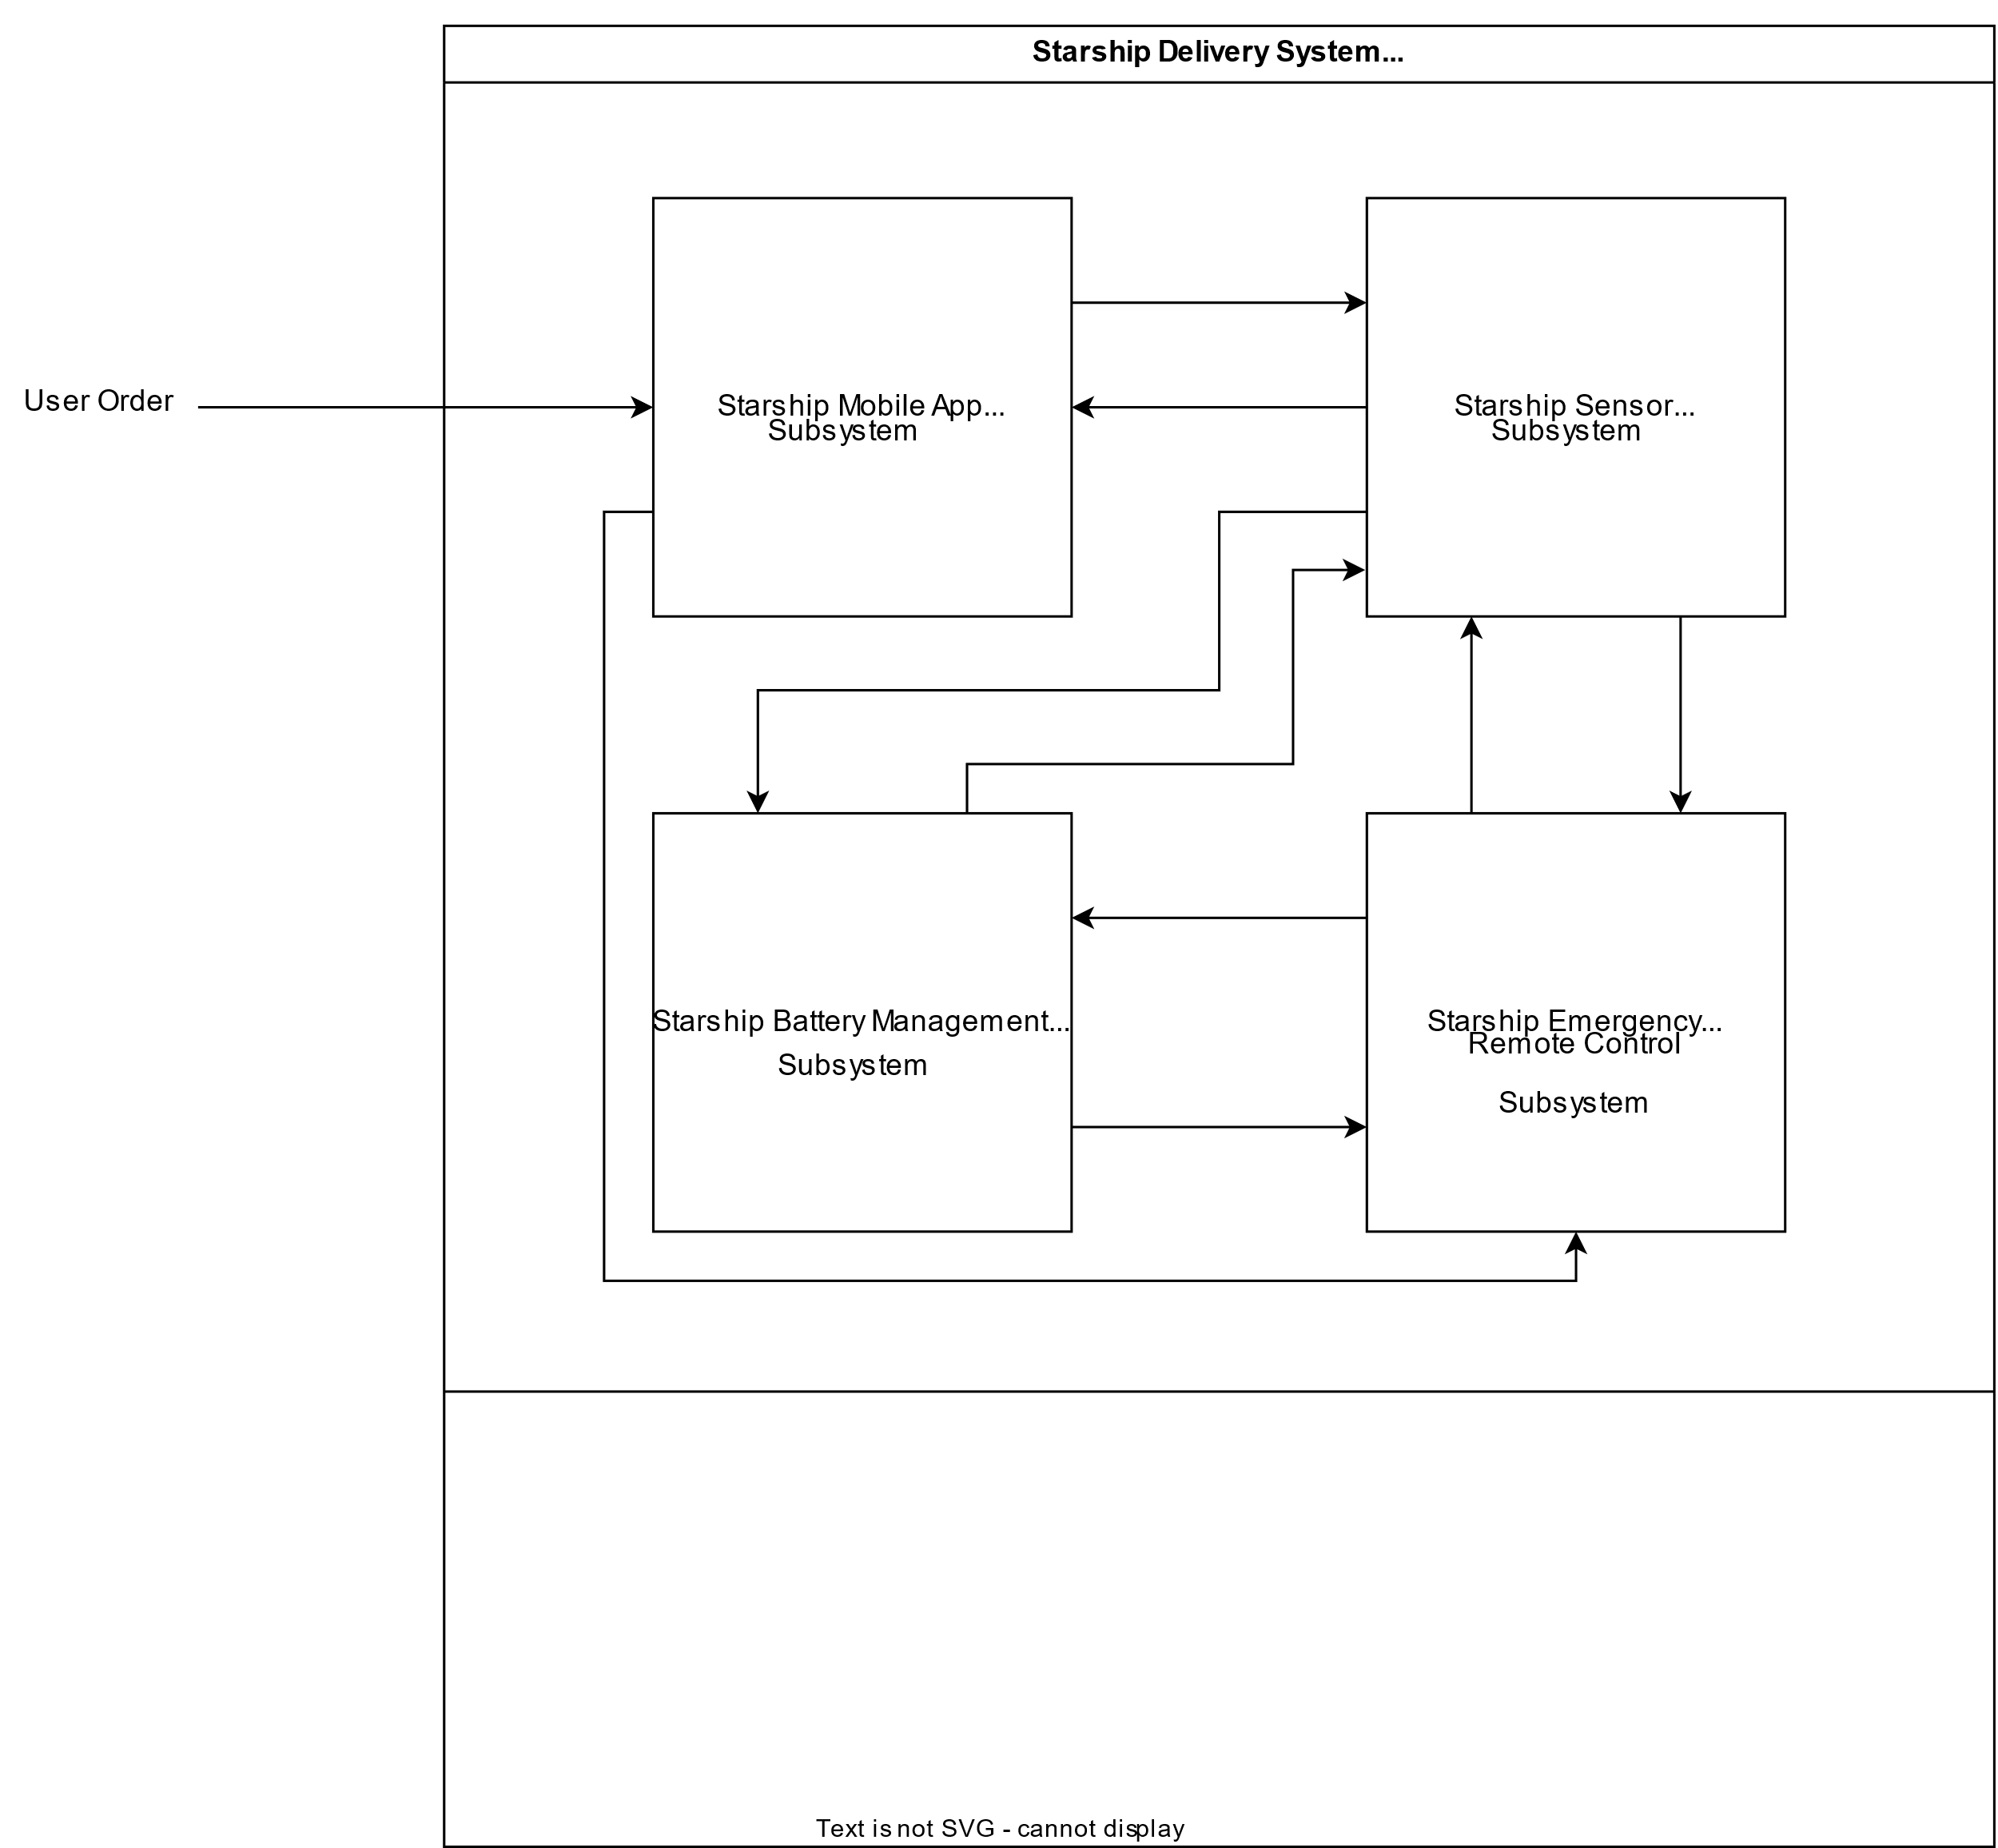 Starship Delivery System...
User Order
Starship Mobile App...
Subsystem
Starship Sensor...
Subsystem
Starship Battery Management...
Subsystem
Starship Emergency...
Remote Control
Subsystem
Text is not SVG - cannot display